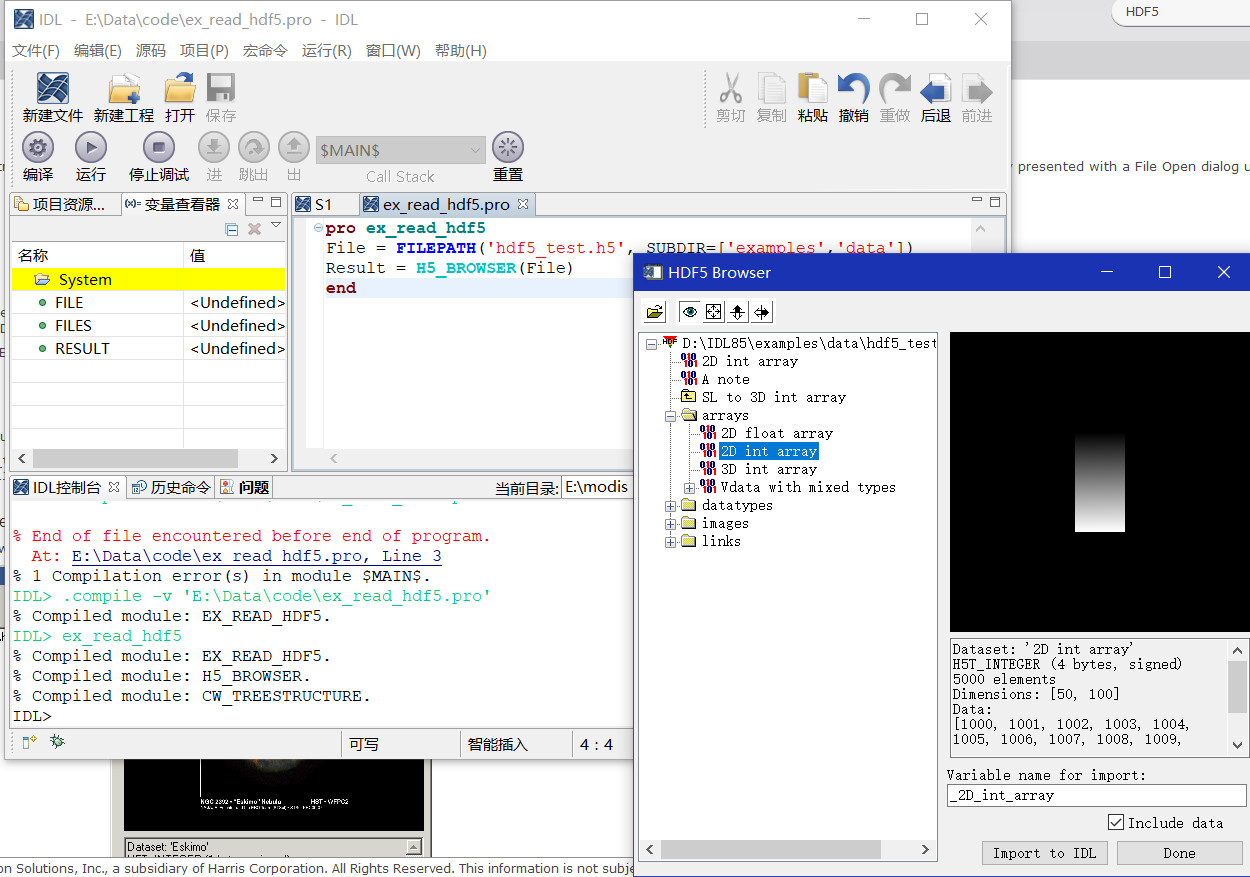 IDL - E:\Data\code\ex_read_hdf5.pro - IDL
HDF5
文件(F) 编辑(E) 源码 项目(P) 宏命令 运行(R) 窗口(W) 帮助(H)
新建文件 新建工程 打开 保存 剪切 复制 粘贴 撤销 重做 后退 前进
presented with a File Open dialog
编译 运行 停止调试 进 跳出 出 $MAIN$ Call Stack 重置
项目资源... (x)= 变量查看器
名称 值
System
FILE <Undefined>
FILES <Undefined>
RESULT <Undefined>
S1 ex_read_hdf5.pro
pro ex_read_hdf5
File = FILEPATH('hdf5_test.h5', SUBDIR=['examples','data'])
Result = H5_BROWSER(File)
end
IDL控制台 历史命令 问题 当前目录: E:\modis
% End of file encountered before end of program.
At: E:\Data\code\ex_read_hdf5.pro, Line 3
% 1 Compilation error(s) in module $MAIN$.
IDL> .compile -v 'E:\Data\code\ex_read_hdf5.pro'
% Compiled module: EX_READ_HDF5.
IDL> ex_read_hdf5
% Compiled module: EX_READ_HDF5.
% Compiled module: H5_BROWSER.
% Compiled module: CW_TREESTRUCTURE.
IDL>
可写 智能插入 4 : 4
HDF5 Browser
D:\IDL85\examples\data\hdf5_test
2D int array
A note
SL to 3D int array
arrays
2D float array
2D int array
3D int array
Vdata with mixed types
datatypes
images
links
Dataset: '2D int array'
H5T_INTEGER (4 bytes, signed)
5000 elements
Dimensions: [50, 100]
Data:
[1000, 1001, 1002, 1003, 1004,
1005, 1006, 1007, 1008, 1009,
Variable name for import:
_2D_int_array
Include data
Import to IDL Done
NGC 2392 - "Eskimo" Nebula HST • WFPC2
Dataset: 'Eskimo'
on Solutions, Inc., a subsidiary of Harris Corporation. All Rights Reserved. This information is not subje